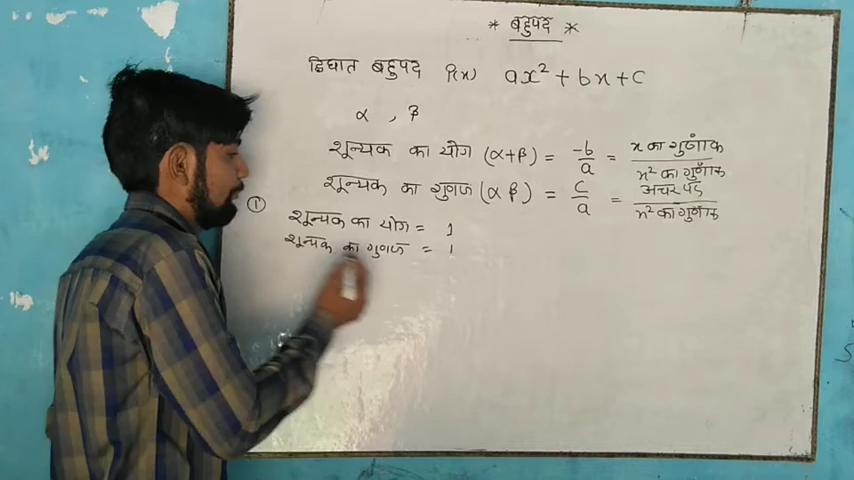 * बहुपद *
द्विघात बहुपद P(x) ax² + bx + c
α , β
शून्यक का योग (α+β) = -b/a = x का गुणांक / x² का गुणांक
शून्यक का गुणज (α β) = c/a = अचर पद / x² का गुणांक
① शून्यक का योग = 1
शून्यक का गुणज = 1